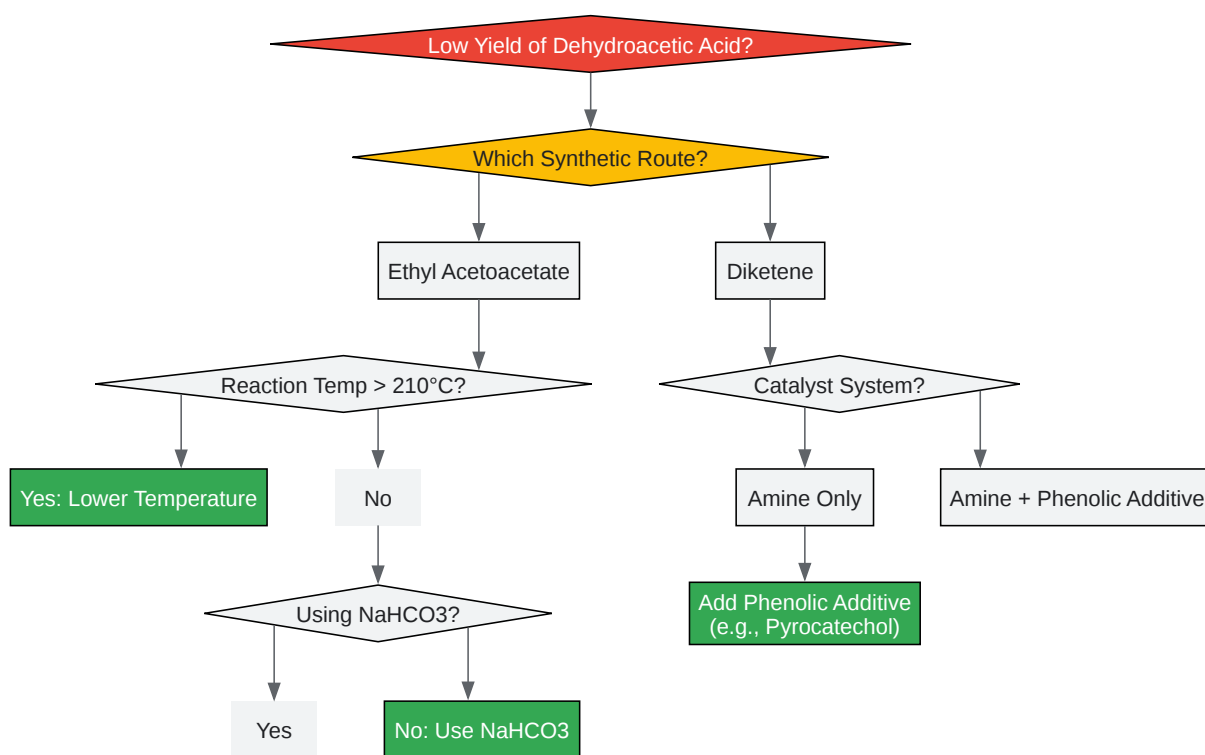 Low Yield of Dehydroacetic Acid?
Which Synthetic Route?
Ethyl Acetoacetate
Diketene
Reaction Temp > 210°C?
Catalyst System?
Yes: Lower Temperature
No
Amine Only
Amine + Phenolic Additive
Using NaHCO3?
Add Phenolic Additive
(e.g., Pyrocatechol)
Yes
No: Use NaHCO3